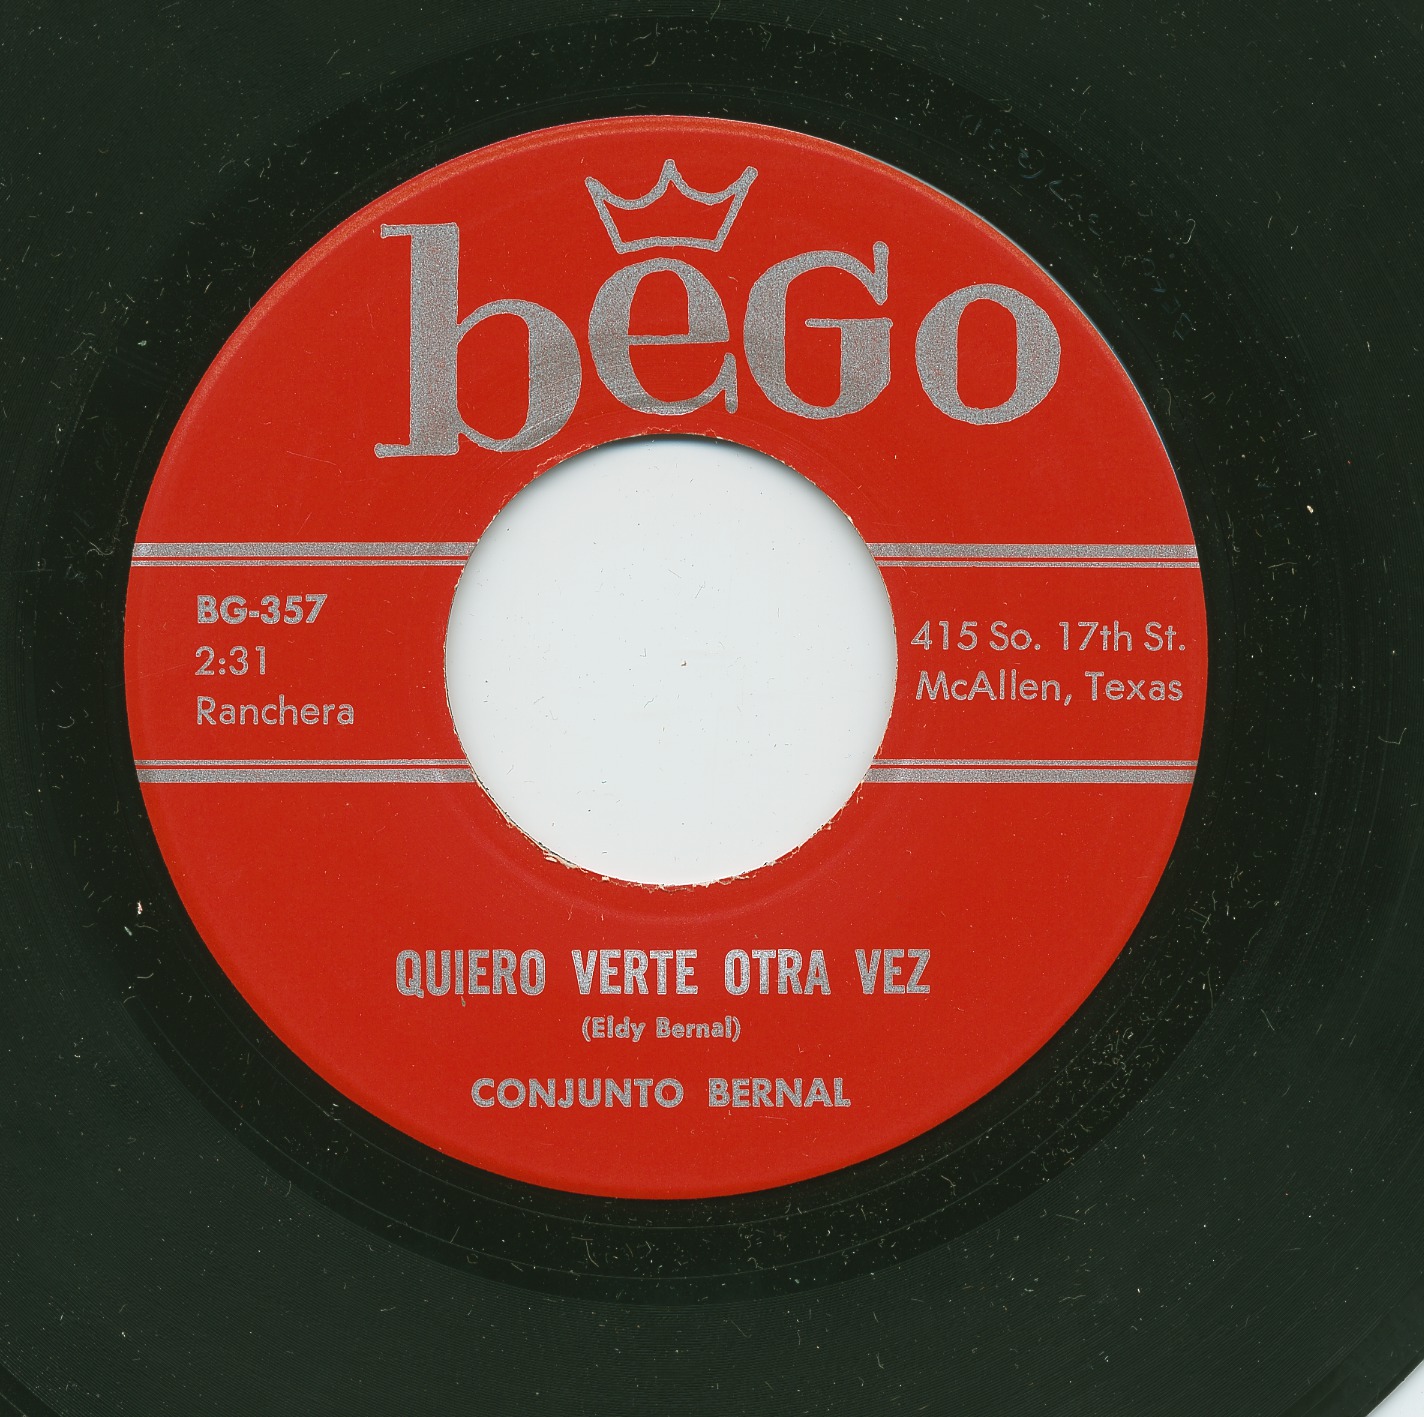 beGo
BG-357
2:31
Ranchera
415 So. 17th St.
McAllen, Texas
QUIERO VERTE OTRA VEZ
(Eldy Bernal)
CONJUNTO BERNAL